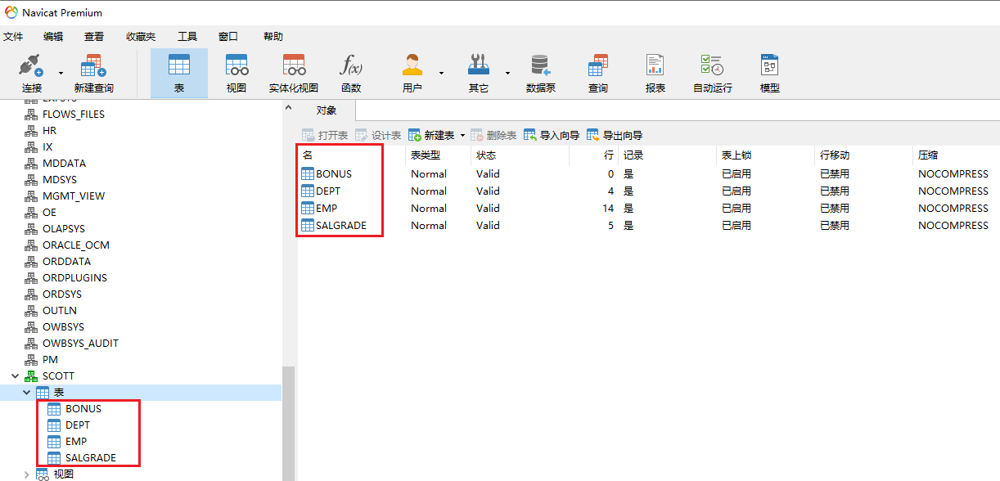 Navicat Premium
文件 编辑 查看 收藏夹 工具 窗口 帮助
连接 新建查询 表 视图 实体化视图 f(x) 函数 用户 其它 数据泵 查询 报表 自动运行 模型
FLOWS_FILES
HR
IX
MDDATA
MDSYS
MGMT_VIEW
OE
OLAPSYS
ORACLE_OCM
ORDDATA
ORDPLUGINS
ORDSYS
OUTLN
OWBSYS
OWBSYS_AUDIT
PM
SCOTT
表
BONUS
DEPT
EMP
SALGRADE
视图
对象
打开表 设计表 新建表 删除表 导入向导 导出向导
名 表类型 状态 行 记录 表上锁 行移动 压缩
BONUS Normal Valid 0 是 已启用 已禁用 NOCOMPRESS
DEPT Normal Valid 4 是 已启用 已禁用 NOCOMPRESS
EMP Normal Valid 14 是 已启用 已禁用 NOCOMPRESS
SALGRADE Normal Valid 5 是 已启用 已禁用 NOCOMPRESS